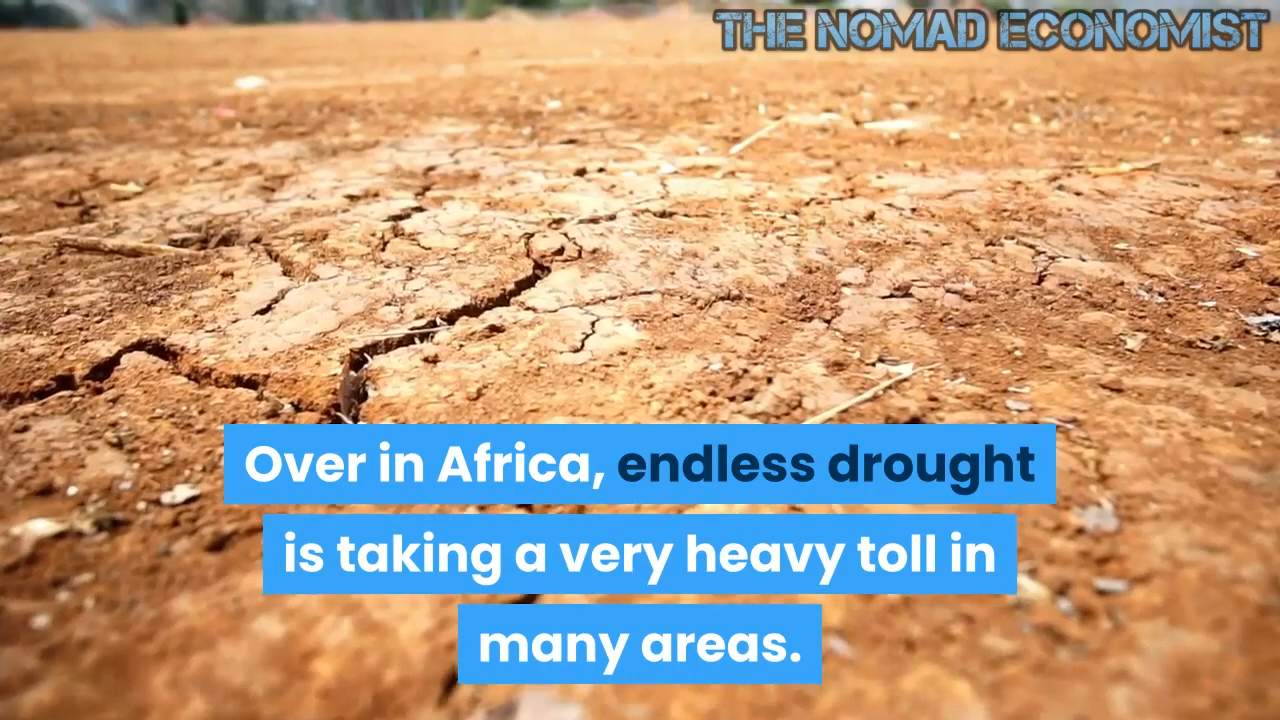 THE NOMAD ECONOMIST
Over in Africa, endless drought
is taking a very heavy toll in
many areas.